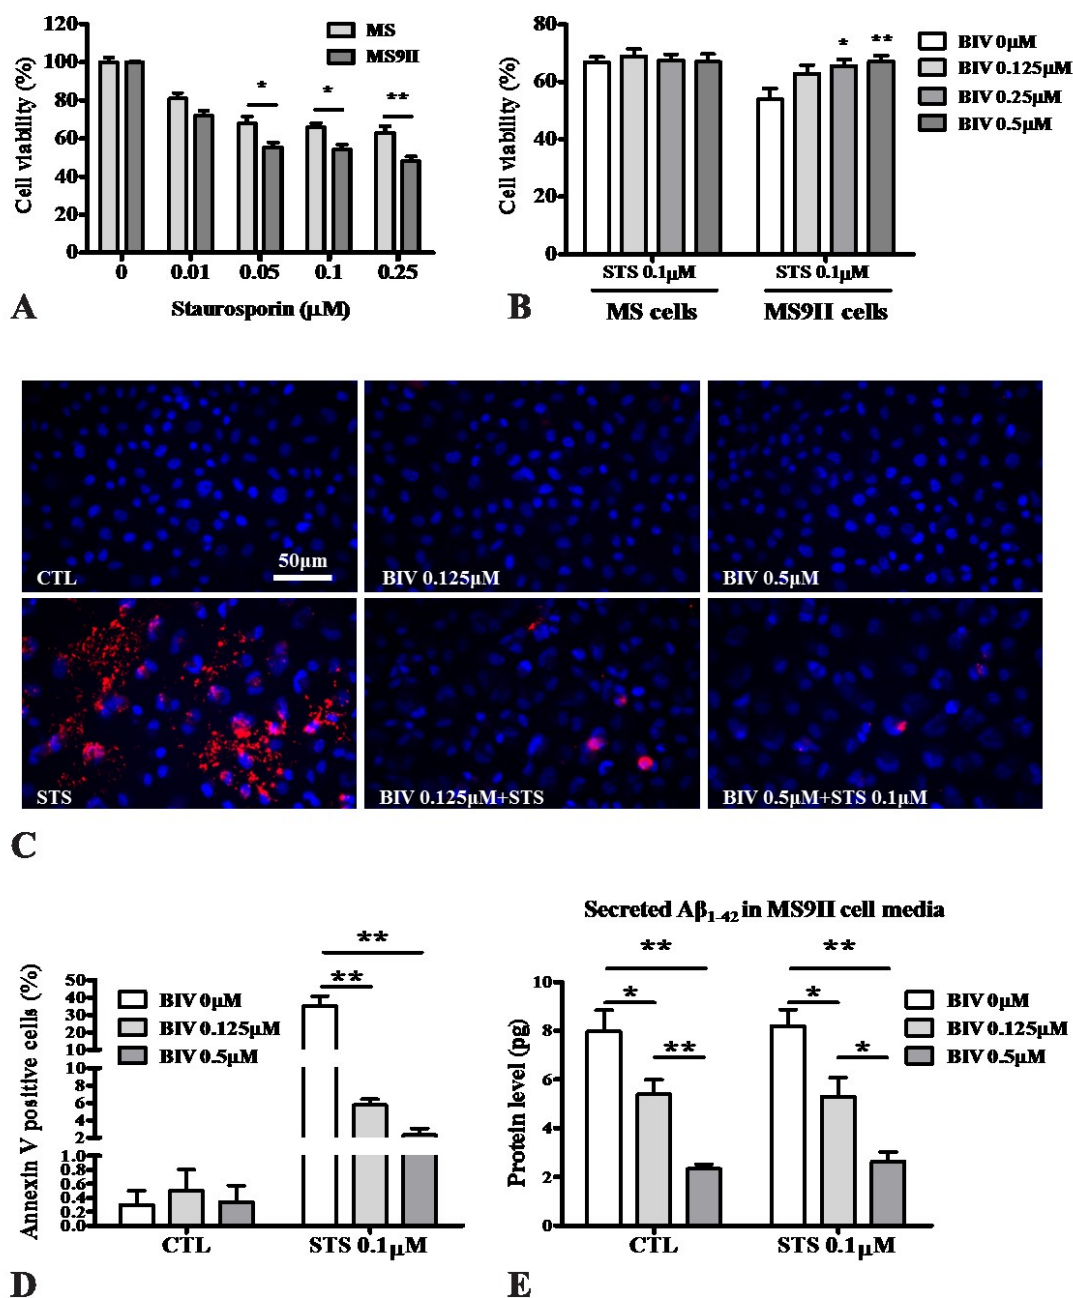 120
100
80
60
40
20
0
Cell viability (%)
MS
MS9II
*
*
**
0 0.01 0.05 0.1 0.25
Staurosporin (μM)
A
80
60
40
20
0
Cell viability (%)
* **
BIV 0μM
BIV 0.125μM
BIV 0.25μM
BIV 0.5μM
STS 0.1μM STS 0.1μM
MS cells MS9II cells
B
CTL
50μm
BIV 0.125μM
BIV 0.5μM
STS
BIV 0.125μM+STS
BIV 0.5μM+STS 0.1μM
C
Annexin V positive cells (%)
50
40
30
20
10
10
8
6
4
2
1.0
0.8
0.6
0.4
0.2
0.0
BIV 0μM
BIV 0.125μM
BIV 0.5μM
**
**
CTL STS 0.1μM
D
Secreted Aβ1-42 in MS9II cell media
Protein level (pg)
10
8
6
4
2
0
** **
* *
** *
BIV 0μM
BIV 0.125μM
BIV 0.5μM
CTL STS 0.1μM
E